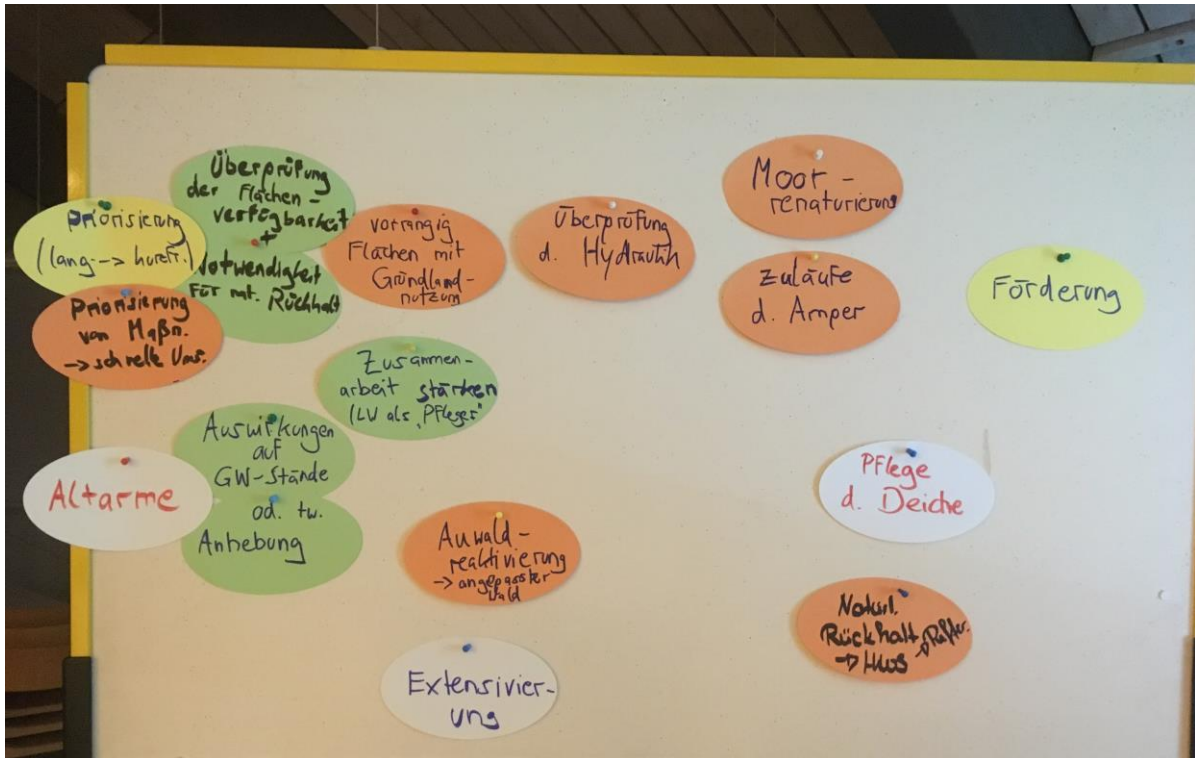 Priorisierung
(lang --> kurzfr.)
Priorisierung
von Maßn.
-> schnelle Ums.
Überprüfung
der Flächen-
verfügbarkeit
+
Notwendigkeit
für nat. Rückhalt
vorrangig
Flächen mit
Grünland-
nutzung
Überprüfung
d. Hydraulik
Moor-
renaturierung
Zuläufe
d. Amper
Förderung
Zusammen-
arbeit stärken
(LV als "Pfleger"
Altarme
Auswirkungen
auf
GW-Stände
od. tw.
Anhebung
Auwald-
reaktivierung
-> angepasster
Wald
Extensivier-
ung
Pflege
d. Deiche
Natürl.
Rückhalt
-> HWS